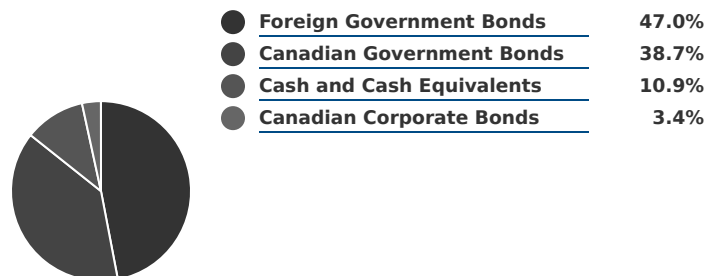 Foreign Government Bonds 47.0%
Canadian Government Bonds 38.7%
Cash and Cash Equivalents 10.9%
Canadian Corporate Bonds 3.4%